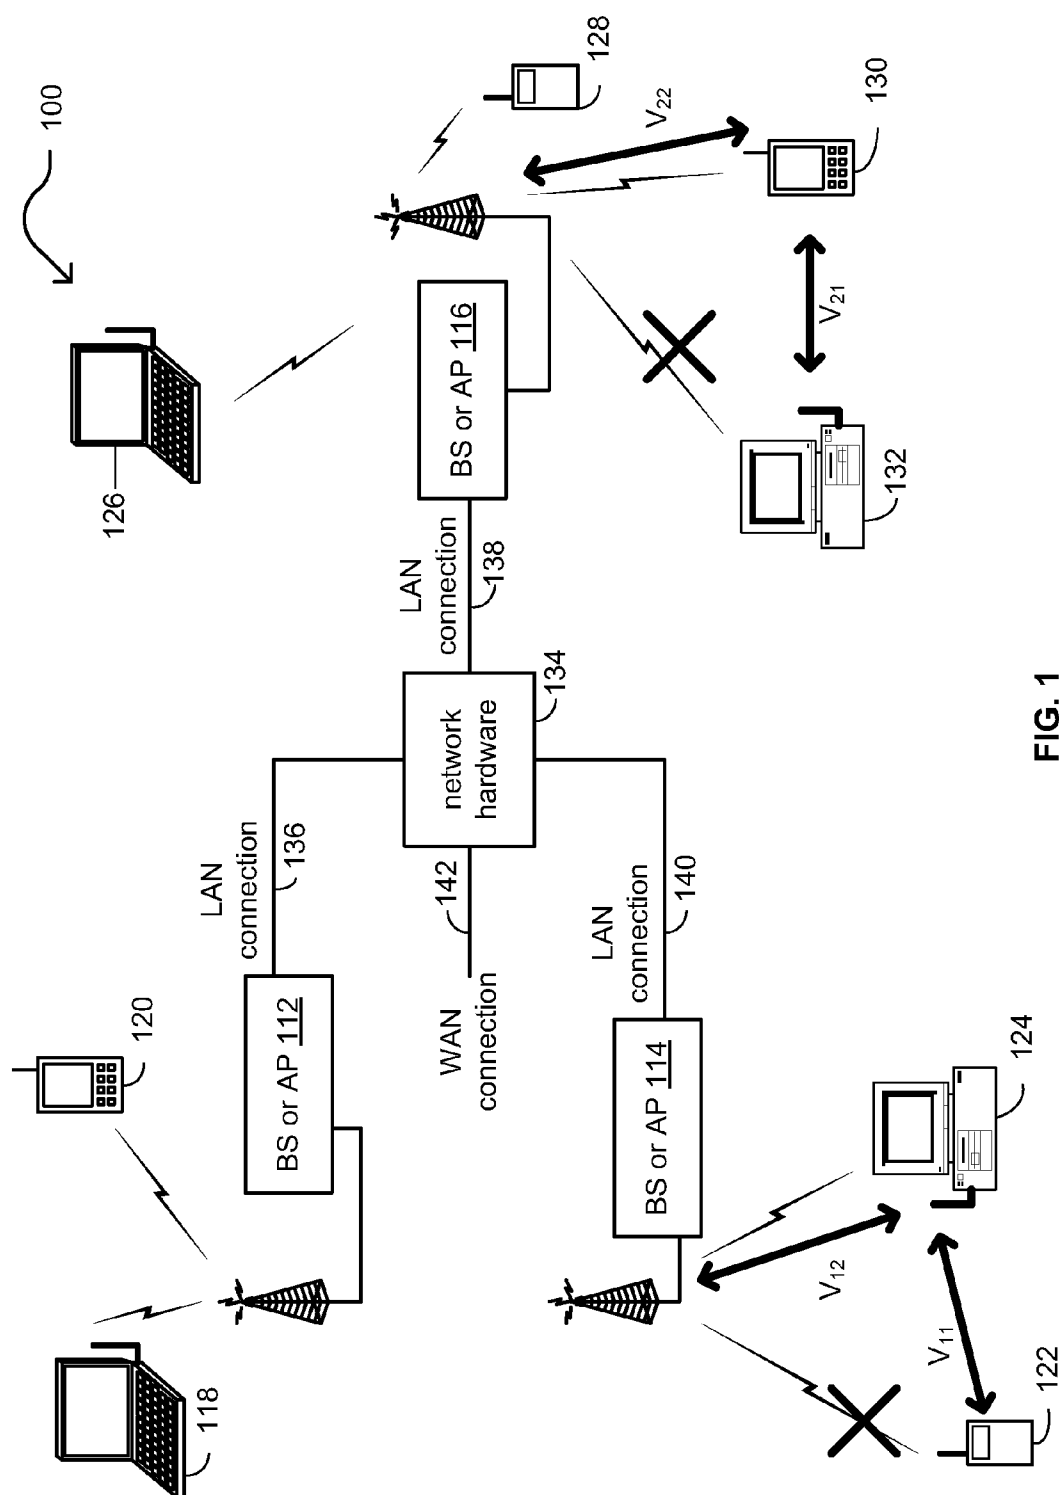 100
118
120
BS or AP 112
LAN
connection
136
126
WAN
connection
142
network
hardware
134
LAN
connection
138
BS or AP 116
128
V22
130
V21
132
BS or AP 114
LAN
connection
140
V12
124
V11
122
FIG. 1